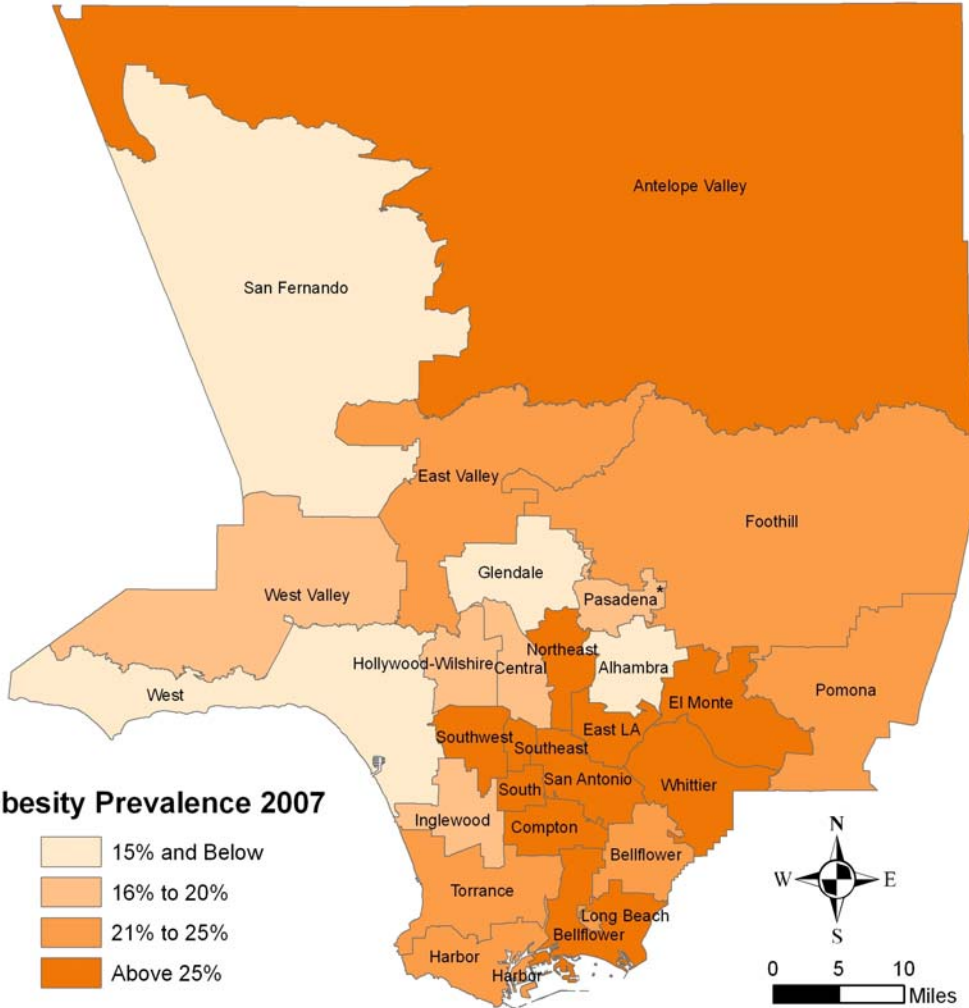 Antelope Valley
San Fernando
East Valley
Foothill
Glendale
West Valley
Pasadena*
Northeast
Hollywood-Wilshire
Central
Alhambra
West
Pomona
El Monte
East LA
Southwest
Southeast
San Antonio
Whittier
South
Inglewood
Compton
Bellflower
Torrance
Long Beach
Bellflower
Harbor
Harbor
besity Prevalence 2007
15% and Below
16% to 20%
21% to 25%
Above 25%
N
W E
S
0 5 10
Miles